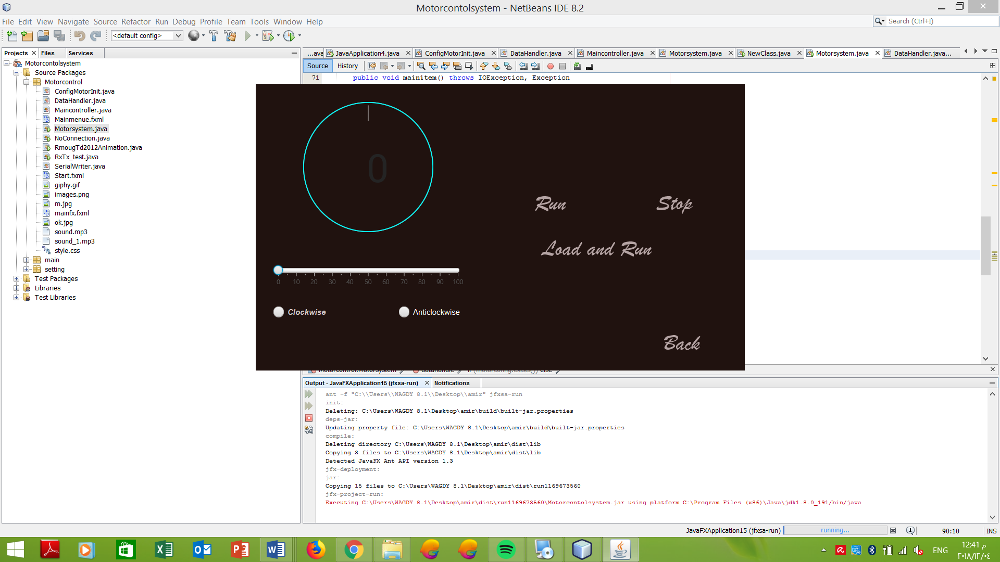 Motorcontolsystem - NetBeans IDE 8.2
File Edit View Navigate Source Refactor Run Debug Profile Team Tools Window Help
Search (Ctrl+I)
<default config>
Projects Files Services
...ava JavaApplication4.java ConfigMotorInit.java DataHandler.java Maincontroller.java Motorsystem.java NewClass.java Motorsystem.java DataHandler.java...
Source History
71 public void mainitem() throws IOException, Exception
Motorcontolsystem
Source Packages
Motorcontrol
ConfigMotorInit.java
DataHandler.java
Maincontroller.java
Mainmenue.fxml
Motorsystem.java
NoConnection.java
RmougTd2012Animation.java
RxTx_test.java
SerialWriter.java
Start.fxml
giphy.gif
images.png
m.jpg
mainfx.fxml
ok.jpg
sound.mp3
sound_1.mp3
style.css
main
setting
Test Packages
Libraries
Test Libraries
0
Run Stop
Load and Run
0 10 20 30 40 50 60 70 80 90 100
Clockwise Anticlockwise
Back
Output - JavaFXApplication15 (jfxsa-run) Notifications
ant -f "C:\\Users\\WAGDY 8.1\\Desktop\\amir" jfxsa-run
init:
Deleting: C:\Users\WAGDY 8.1\Desktop\amir\build\built-jar.properties
deps-jar:
Updating property file: C:\Users\WAGDY 8.1\Desktop\amir\build\built-jar.properties
compile:
Deleting directory C:\Users\WAGDY 8.1\Desktop\amir\dist\lib
Copying 3 files to C:\Users\WAGDY 8.1\Desktop\amir\dist\lib
Detected JavaFX Ant API version 1.3
jfx-deployment:
jar:
Copying 15 files to C:\Users\WAGDY 8.1\Desktop\amir\dist\run1169673560
jfx-project-run:
Executing C:\Users\WAGDY 8.1\Desktop\amir\dist\run1169673560\Motorcontolsystem.jar using platform C:\Program Files (x86)\Java\jdk1.8.0_191/bin/java
JavaFXApplication15 (jfxsa-run) running... 90:10 INS
ENG
12:41 م
٢٠١٨/١٢/٠٤